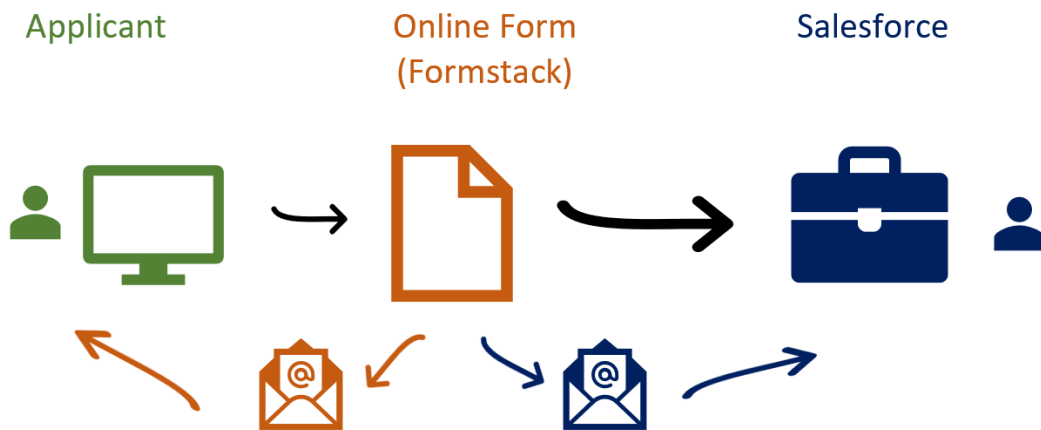 Applicant
Online Form
(Formstack)
Salesforce
@
@